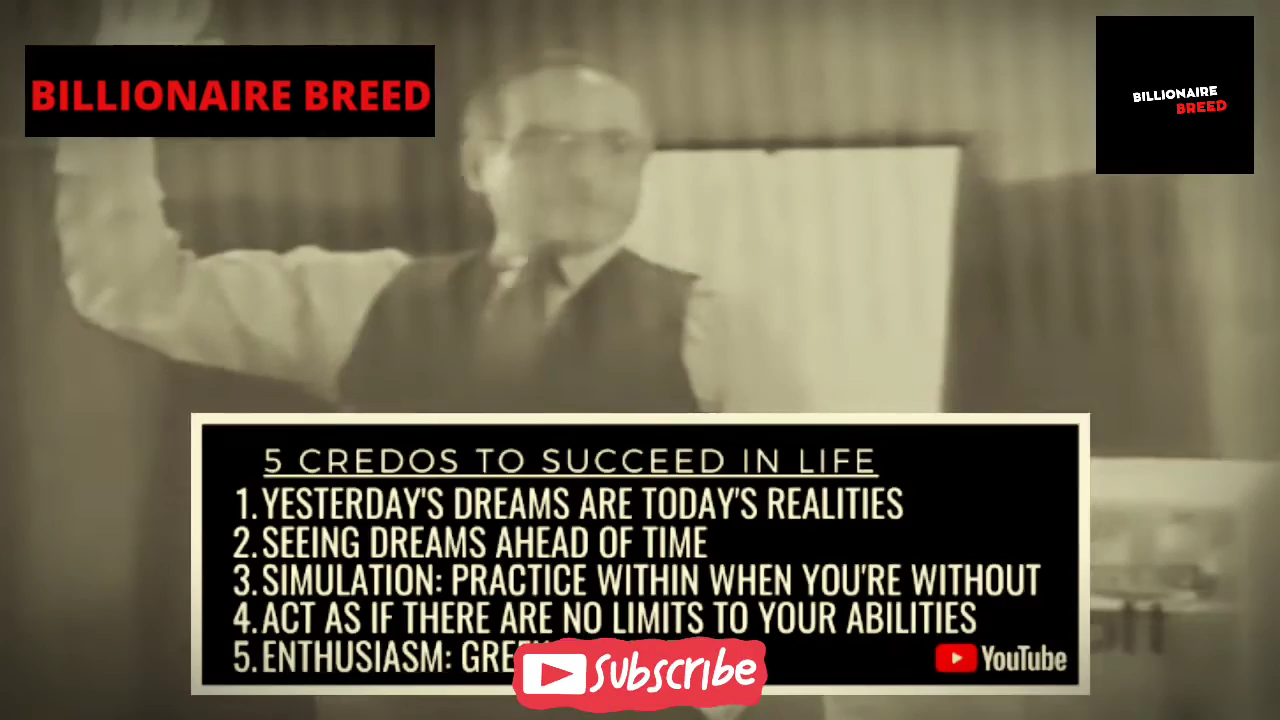 BILLIONAIRE BREED
BILLIONAIRE
BREED
5 CREDOS TO SUCCEED IN LIFE
1. YESTERDAY'S DREAMS ARE TODAY'S REALITIES
2. SEEING DREAMS AHEAD OF TIME
3. SIMULATION: PRACTICE WITHIN WHEN YOU'RE WITHOUT
4. ACT AS IF THERE ARE NO LIMITS TO YOUR ABILITIES
5. ENTHUSIASM:
Subscribe
YouTube